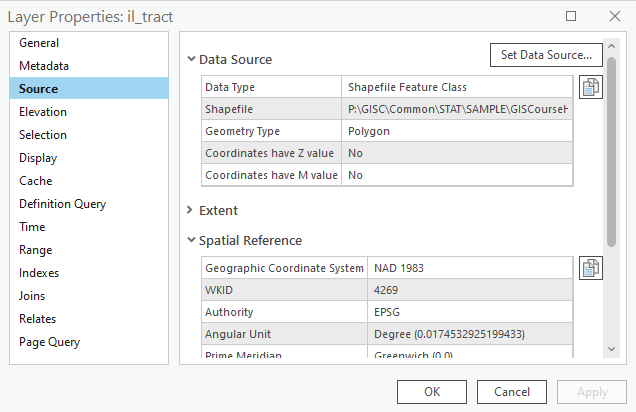 Layer Properties: il_tract
General
Metadata
Source
Elevation
Selection
Display
Cache
Definition Query
Time
Range
Indexes
Joins
Relates
Page Query
Data Source
Set Data Source...
Data Type Shapefile Feature Class
Shapefile P:\GISC\Common\STAT\SAMPLE\GISCourseH
Geometry Type Polygon
Coordinates have Z value No
Coordinates have M value No
Extent
Spatial Reference
Geographic Coordinate System NAD 1983
WKID 4269
Authority EPSG
Angular Unit Degree (0.0174532925199433)
Prime Meridian Greenwich (0.0)
OK Cancel Apply